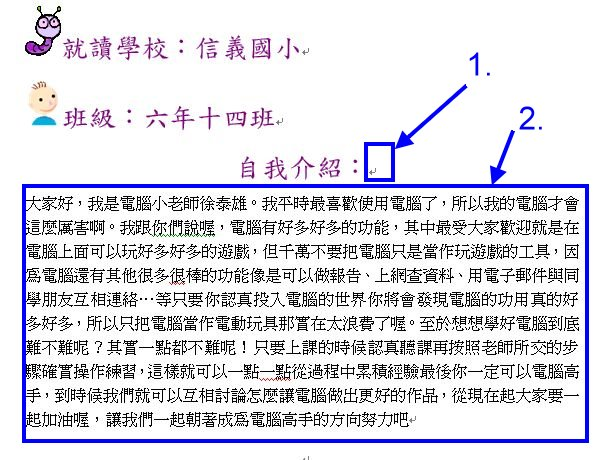 就讀學校：信義國小
1.
班級：六年十四班
2.
自我介紹：
大家好，我是電腦小老師徐泰雄。我平時最喜歡使用電腦了，所以我的電腦才會
這麼厲害啊。我跟你們說喔，電腦有好多好多的功能，其中最受大家歡迎就是在
電腦上面可以玩好多好多的遊戲，但千萬不要把電腦只是當作玩遊戲的工具，因
為電腦還有其他很多很棒的功能像是可以做報告、上網查資料、用電子郵件與同
學朋友互相連絡…等只要你認真投入電腦的世界你將會發現電腦的功用真的好
多好多，所以只把電腦當作電動玩具那實在太浪費了喔。至於想想學好電腦到底
難不難呢？其實一點都不難呢！只要上課的時候認真聽課再按照老師所交的步
驟確實操作練習，這樣就可以一點一點從過程中累積經驗最後你一定可以電腦高
手，到時候我們就可以互相討論怎麼讓電腦做出更好的作品，從現在起大家要一
起加油喔，讓我們一起朝著成為電腦高手的方向努力吧